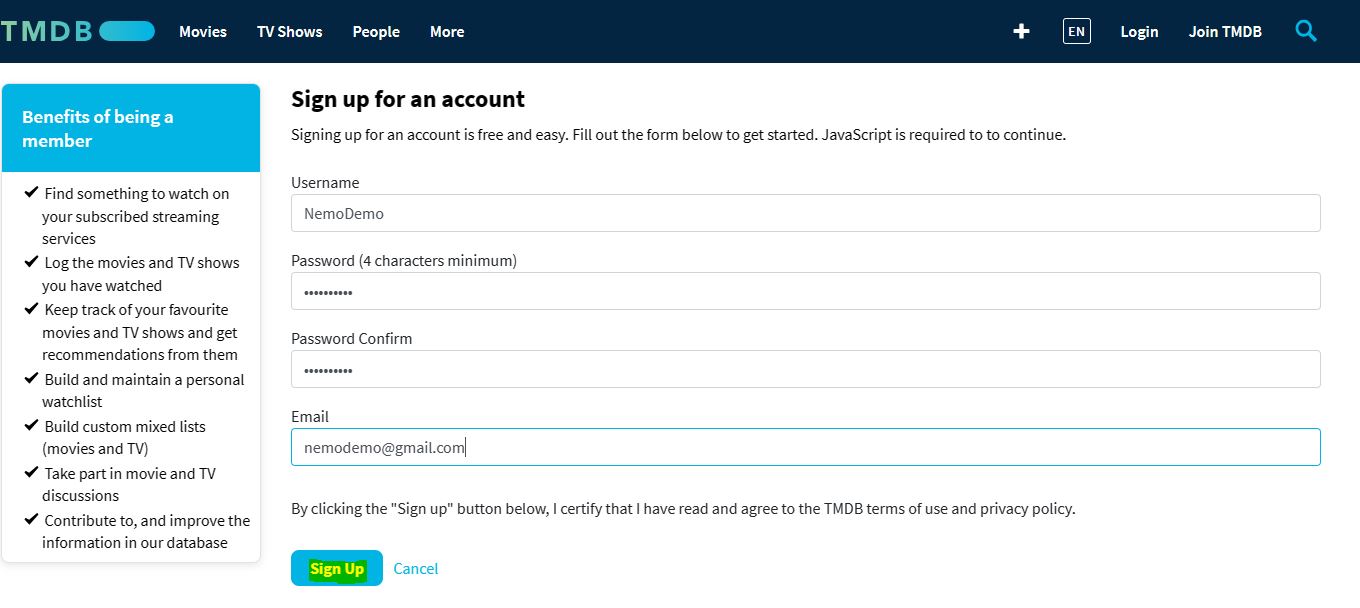 TMDB Movies TV Shows People More EN Login Join TMDB
Benefits of being a
member
Find something to watch on
your subscribed streaming
services
Log the movies and TV shows
you have watched
Keep track of your favourite
movies and TV shows and get
recommendations from them
Build and maintain a personal
watchlist
Build custom mixed lists
(movies and TV)
Take part in movie and TV
discussions
Contribute to, and improve the
information in our database
Sign up for an account
Signing up for an account is free and easy. Fill out the form below to get started. JavaScript is required to to continue.
Username
NemoDemo
Password (4 characters minimum)
••••••••••
Password Confirm
••••••••••
Email
nemodemo@gmail.com
By clicking the "Sign up" button below, I certify that I have read and agree to the TMDB terms of use and privacy policy.
Sign Up Cancel